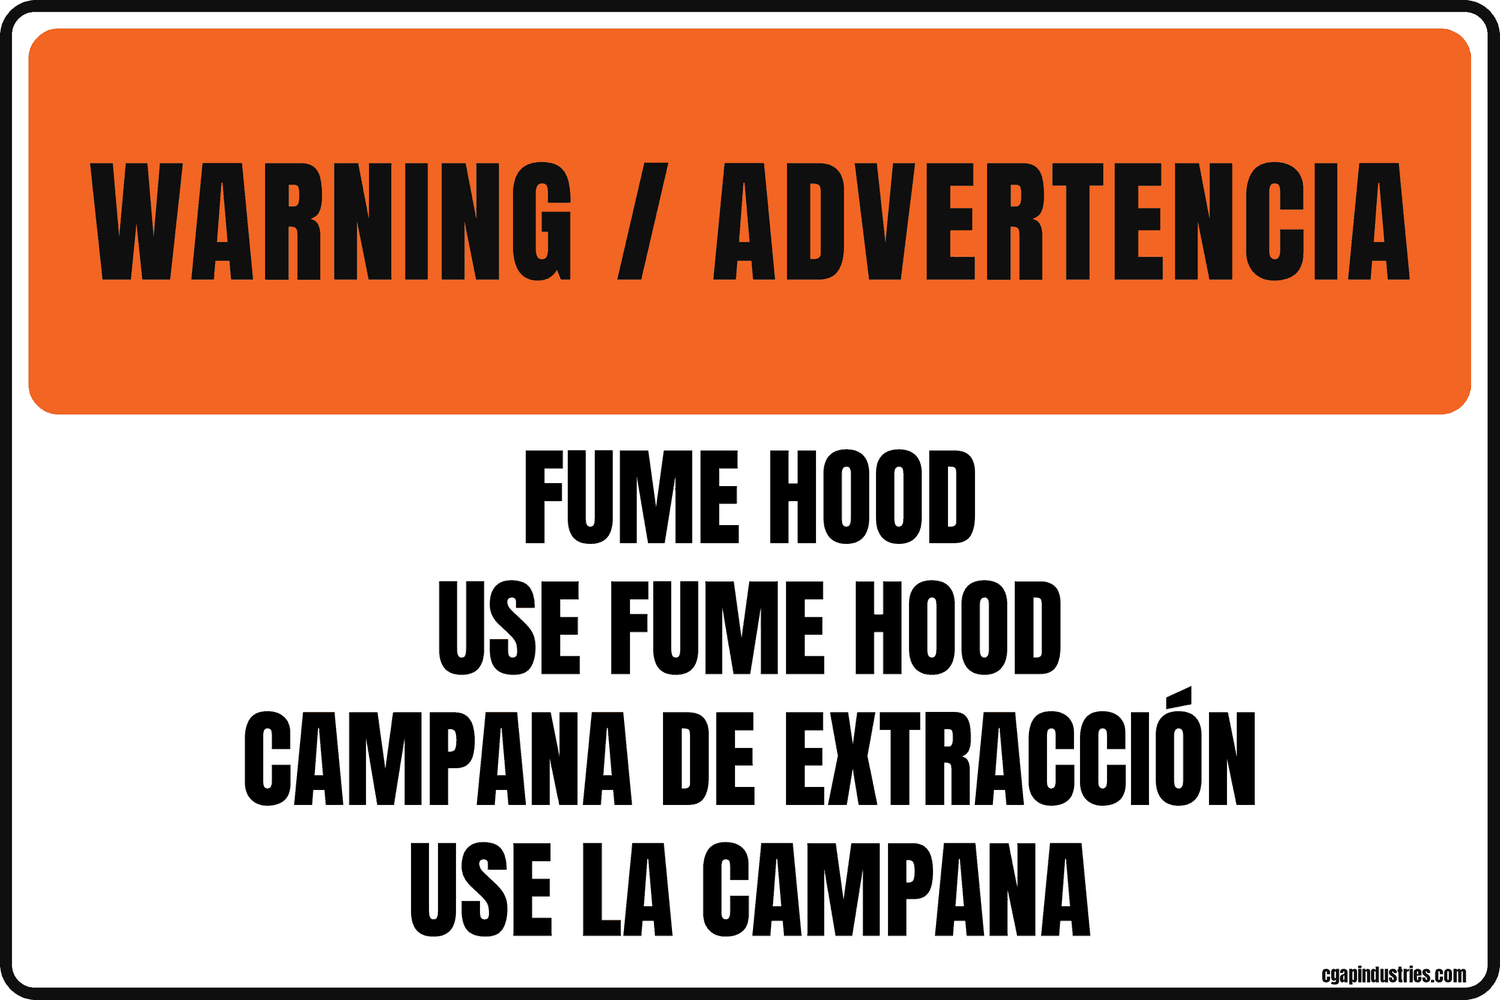 WARNING / ADVERTENCIA
FUME HOOD
USE FUME HOOD
CAMPANA DE EXTRACCIÓN
USE LA CAMPANA
cgapindustries.com